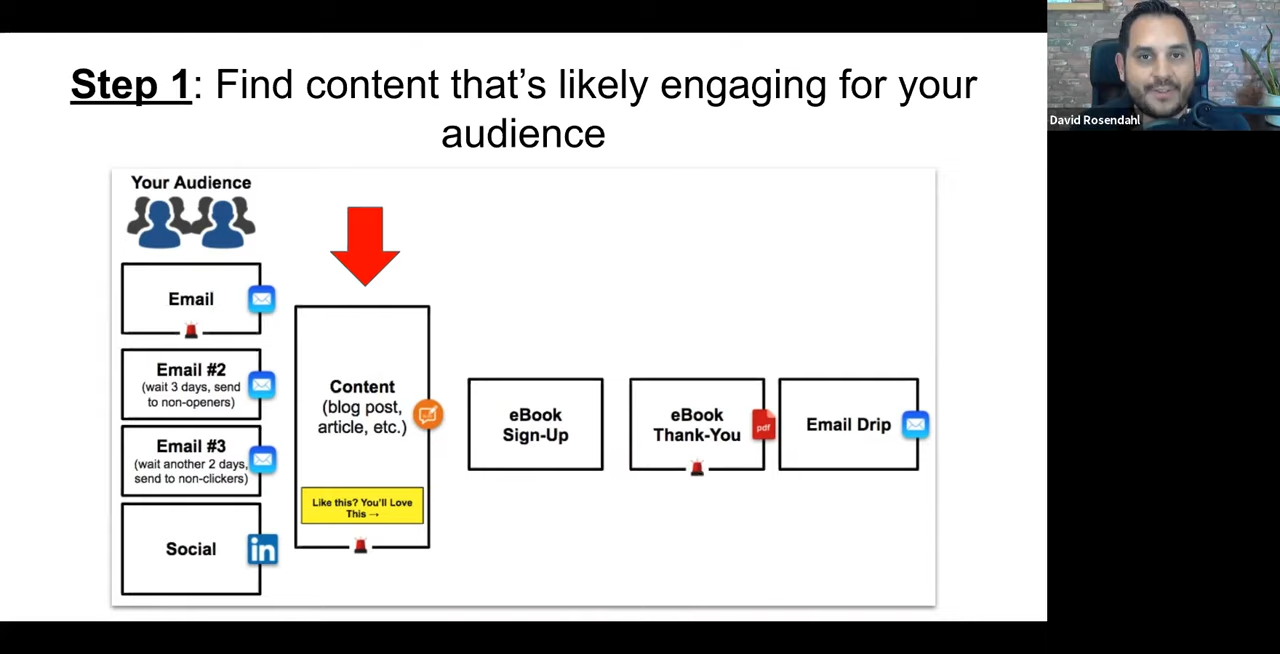 Step 1: Find content that's likely engaging for your
audience
David Rosendahl
Your Audience
Email
Email #2
(wait 3 days, send
to non-openers)
Email #3
(wait another 2 days,
send to non-clickers)
Social
in
Content
(blog post,
article, etc.)
Like this? You'll Love
This →
eBook
Sign-Up
eBook
Thank-You
pdf
Email Drip